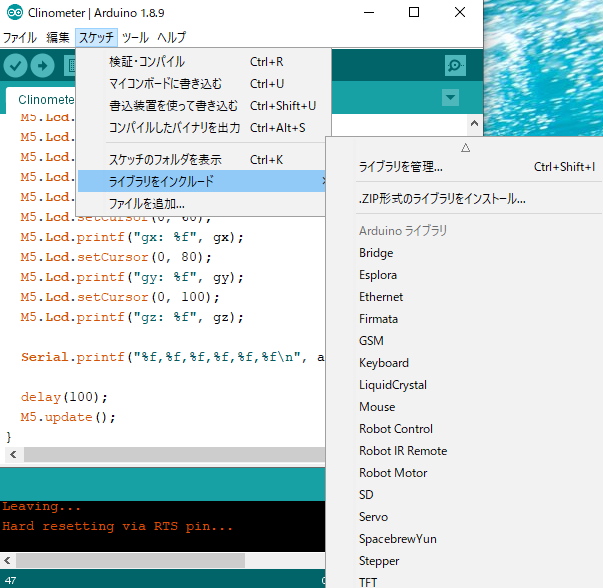 Clinometer | Arduino 1.8.9
ファイル 編集 スケッチ ツール ヘルプ
検証・コンパイル Ctrl+R
マイコンボードに書き込む Ctrl+U
書込装置を使って書き込む Ctrl+Shift+U
コンパイルしたバイナリを出力 Ctrl+Alt+S
スケッチのフォルダを表示 Ctrl+K
ライブラリをインクルード
ファイルを追加...
△
ライブラリを管理... Ctrl+Shift+I
.ZIP形式のライブラリをインストール...
Arduino ライブラリ
Bridge
Esplora
Ethernet
Firmata
GSM
Keyboard
LiquidCrystal
Mouse
Robot Control
Robot IR Remote
Robot Motor
SD
Servo
SpacebrewYun
Stepper
TFT
Clinometer
M5.Lcd.
M5.Lcd.
M5.Lcd.
M5.Lcd.
M5.Lcd.
M5.Lcd.setCursor(0, 60);
M5.Lcd.printf("gx: %f", gx);
M5.Lcd.setCursor(0, 80);
M5.Lcd.printf("gy: %f", gy);
M5.Lcd.setCursor(0, 100);
M5.Lcd.printf("gz: %f", gz);
Serial.printf("%f,%f,%f,%f,%f,%f\n", a
delay(100);
M5.update();
}
Leaving...
Hard resetting via RTS pin...
47